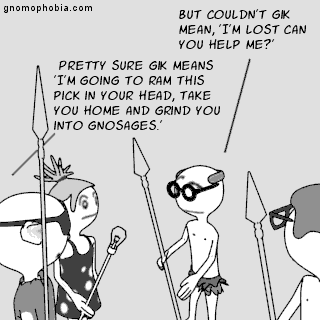 gnomophobia.com
BUT COULDN'T GIK
MEAN, 'I'M LOST CAN
YOU HELP ME?'
PRETTY SURE GIK MEANS
'I'M GOING TO RAM THIS
PICK IN YOUR HEAD, TAKE
YOU HOME AND GRIND YOU
INTO GNOSAGES.'